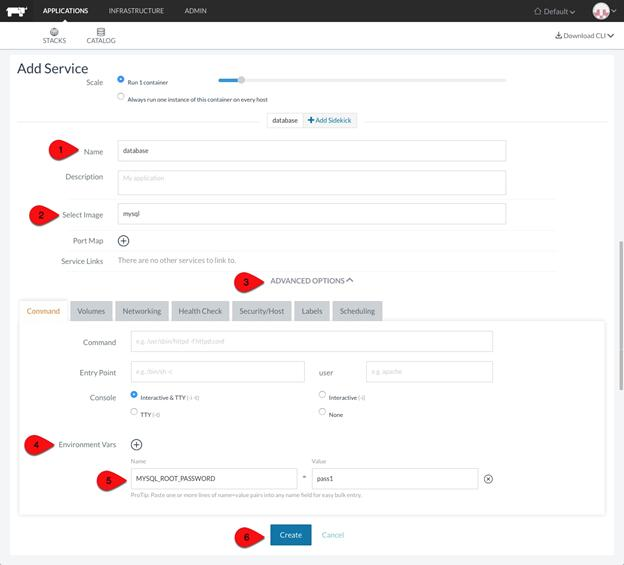 APPLICATIONS INFRASTRUCTURE ADMIN Default
STACKS CATALOG Download CLI
Add Service
Scale Run 1 container
Always run one instance of this container on every host
database + Add Sidekick
1 Name database
Description My application
2 Select Image mysql
Port Map
Service Links There are no other services to link to.
3 ADVANCED OPTIONS
Command Volumes Networking Health Check Security/Host Labels Scheduling
Command e.g. /usr/sbin/httpd -f httpd.conf
Entry Point e.g. /bin/sh -c user e.g. apache
Console Interactive & TTY (-i -t) Interactive (-i)
TTY (-t) None
4 Environment Vars
Name Value
5 MYSQL_ROOT_PASSWORD = pass1
ProTip: Paste one or more lines of name=value pairs into any name field for easy bulk entry.
6 Create Cancel